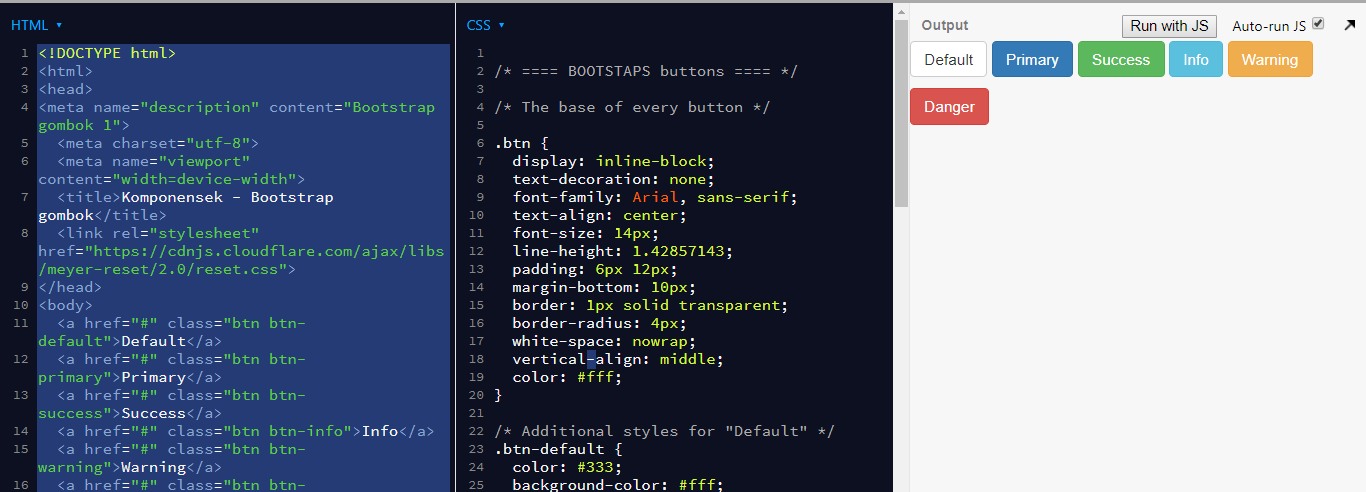 HTML ▾
1 <!DOCTYPE html>
2 <html>
3 <head>
4 <meta name="description" content="Bootstrap
gombok 1">
5 <meta charset="utf-8">
6 <meta name="viewport"
content="width=device-width">
7 <title>Komponensek - Bootstrap
gombok</title>
8 <link rel="stylesheet"
href="https://cdnjs.cloudflare.com/ajax/libs
/meyer-reset/2.0/reset.css">
9 </head>
10 <body>
11 <a href="#" class="btn btn-
default">Default</a>
12 <a href="#" class="btn btn-
primary">Primary</a>
13 <a href="#" class="btn btn-
success">Success</a>
14 <a href="#" class="btn btn-info">Info</a>
15 <a href="#" class="btn btn-
warning">Warning</a>
16 <a href="#" class="btn btn-
CSS ▾
1
2 /* ==== BOOTSTAPS buttons ==== */
3
4 /* The base of every button */
5
6 .btn {
7 display: inline-block;
8 text-decoration: none;
9 font-family: Arial, sans-serif;
10 text-align: center;
11 font-size: 14px;
12 line-height: 1.42857143;
13 padding: 6px 12px;
14 margin-bottom: 10px;
15 border: 1px solid transparent;
16 border-radius: 4px;
17 white-space: nowrap;
18 vertical-align: middle;
19 color: #fff;
20 }
21
22 /* Additional styles for "Default" */
23 .btn-default {
24 color: #333;
25 background-color: #fff;
Output Run with JS Auto-run JS
Default Primary Success Info Warning
Danger